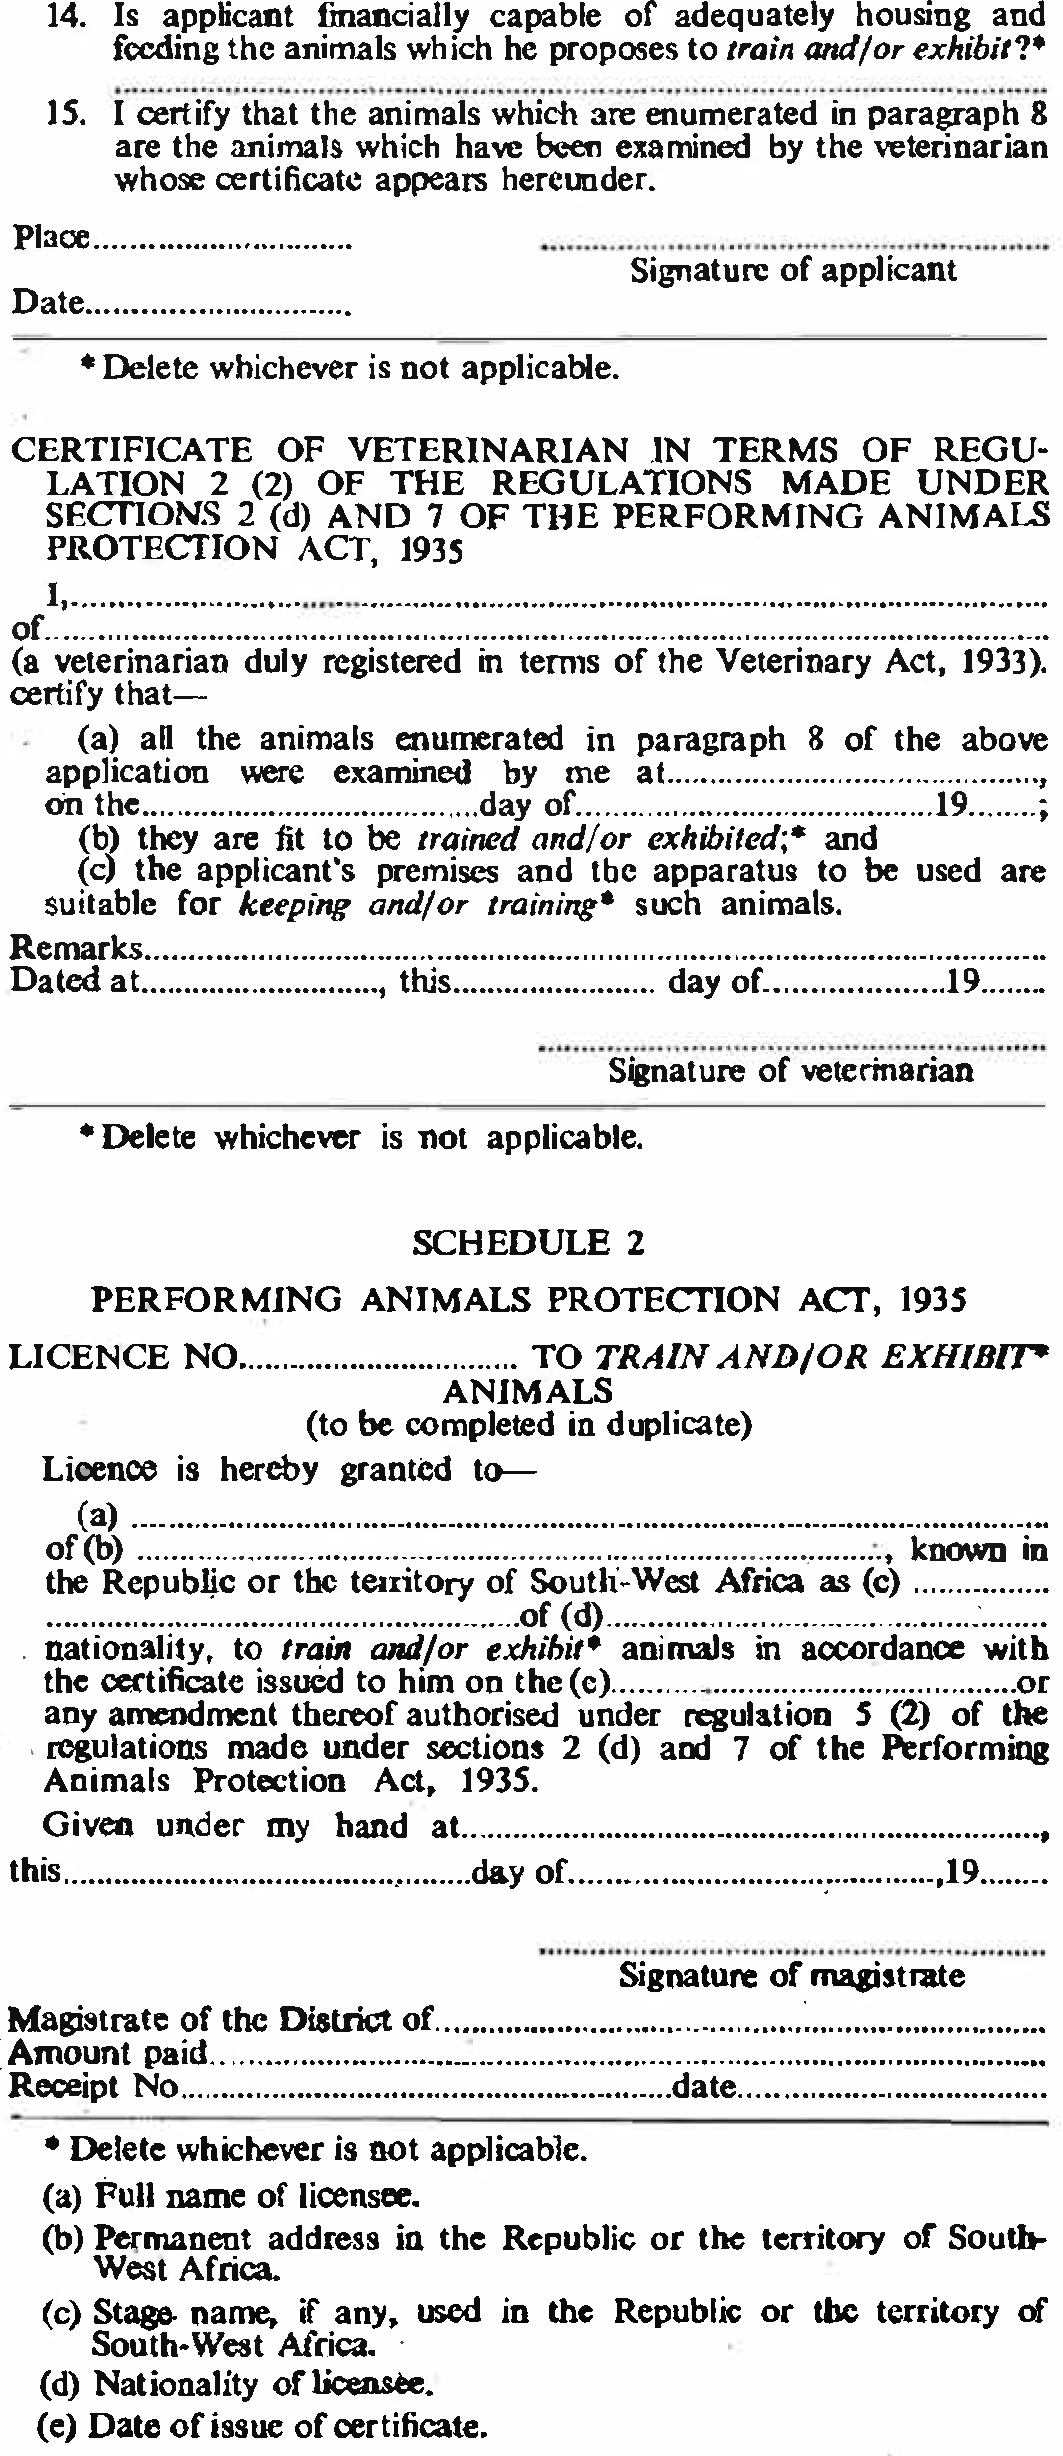 14. Is applicant financially capable of adequately housing and
feeding the animals which he proposes to train and/or exhibit?*
........................................
15. I certify that the animals which are enumerated in paragraph 8
are the animals which have been examined by the veterinarian
whose certificate appears hereunder.
Place............................ ........................................
Signature of applicant
Date.............................
* Delete whichever is not applicable.
CERTIFICATE OF VETERINARIAN IN TERMS OF REGU-
LATION 2 (2) OF THE REGULATIONS MADE UNDER
SECTIONS 2 (d) AND 7 OF THE PERFORMING ANIMALS
PROTECTION ACT, 1935
I,........................................
of........................................
(a veterinarian duly registered in terms of the Veterinary Act, 1933).
certify that—
(a) all the animals enumerated in paragraph 8 of the above
application were examined by me at........................................,
on the....................................day of........................................19.......;
(b) they are fit to be trained and/or exhibited;* and
(c) the applicant's premises and the apparatus to be used are
suitable for keeping and/or training* such animals.
Remarks........................................
Dated at.........................., this...................... day of....................19.......
........................................
Signature of veterinarian
* Delete whichever is not applicable.
SCHEDULE 2
PERFORMING ANIMALS PROTECTION ACT, 1935
LICENCE NO.............................. TO TRAIN AND/OR EXHIBIT*
ANIMALS
(to be completed in duplicate)
Licence is hereby granted to—
(a) ........................................
of (b) ........................................, known in
the Republic or the territory of South-West Africa as (c) ...............
........................................of (d)........................................
nationality, to train and/or exhibit* animals in accordance with
the certificate issued to him on the (e)........................................or
any amendment thereof authorised under regulation 5 (2) of the
regulations made under sections 2 (d) and 7 of the Performing
Animals Protection Act, 1935.
Given under my hand at........................................,
this........................................day of........................................,19........
........................................
Signature of magistrate
Magistrate of the District of........................................
Amount paid........................................
Receipt No........................................date........................................
* Delete whichever is not applicable.
(a) Full name of licensee.
(b) Permanent address in the Republic or the territory of South-
West Africa.
(c) Stage name, if any, used in the Republic or the territory of
South-West Africa.
(d) Nationality of licensee.
(e) Date of issue of certificate.